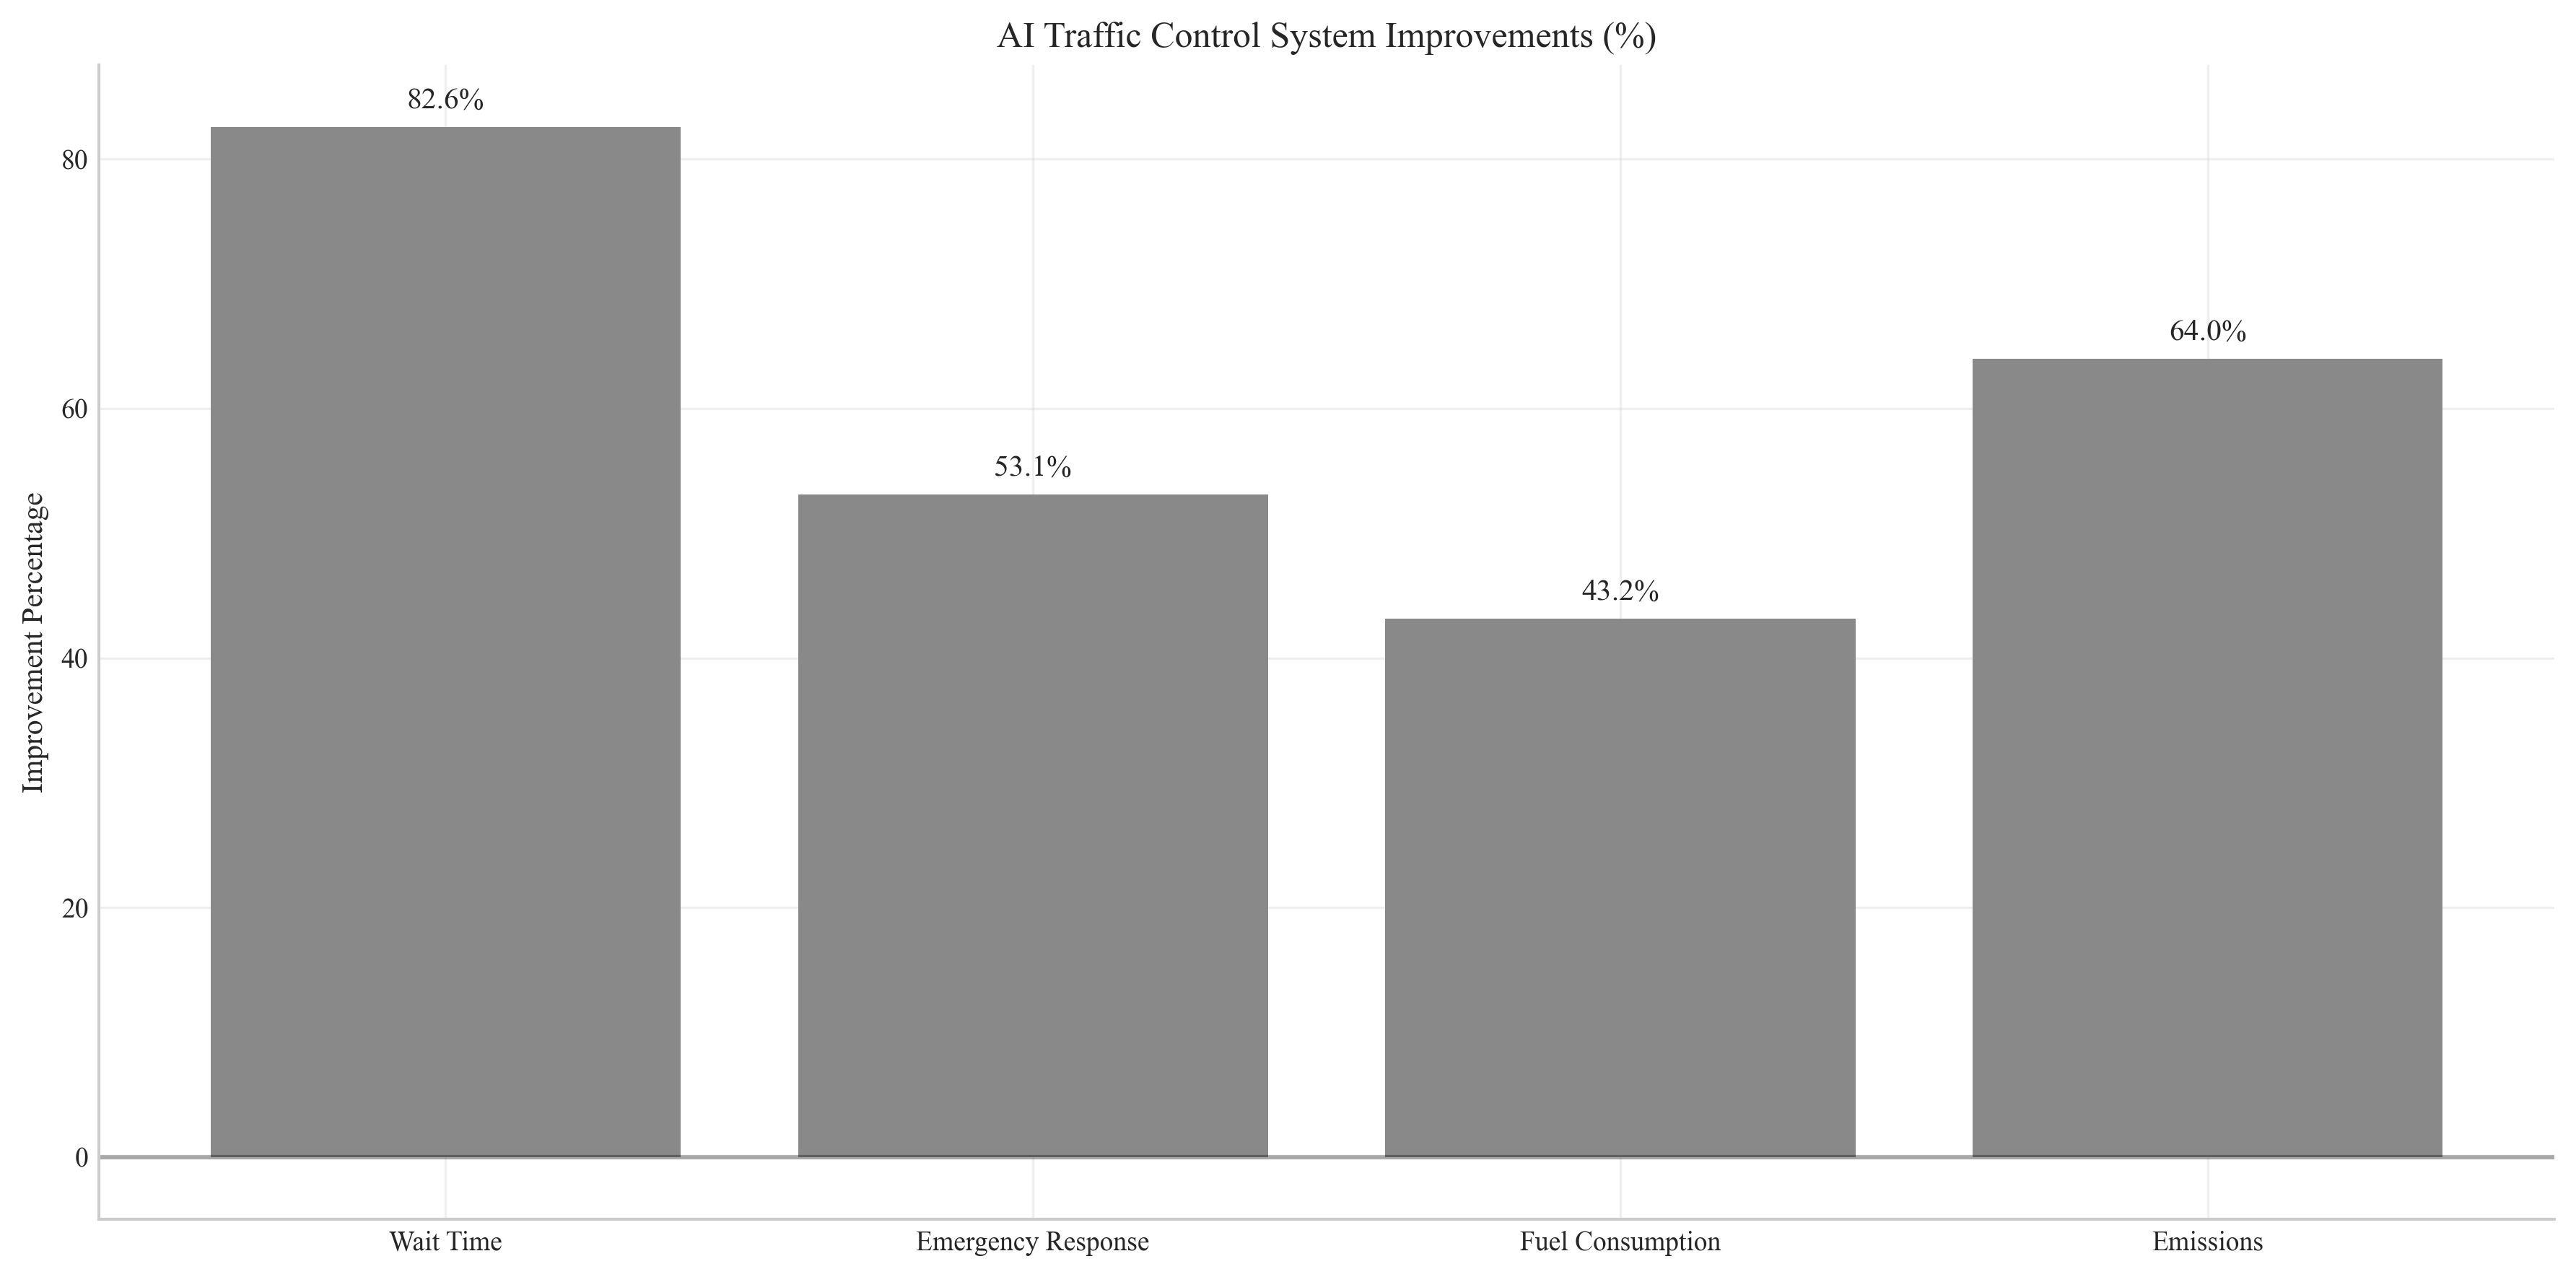 AI Traffic Control System Improvements (%)
Improvement Percentage
80
60
40
20
0
82.6%
53.1%
43.2%
64.0%
Wait Time
Emergency Response
Fuel Consumption
Emissions